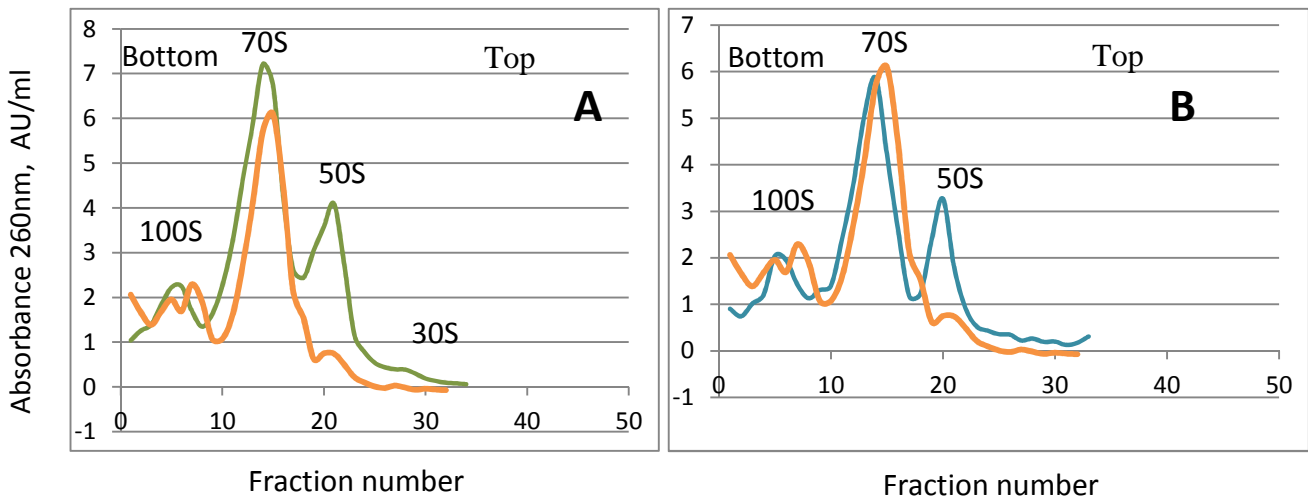 Absorbance 260nm, AU/ml
8
7
6
5
4
3
2
1
0
-1
0 10 20 30 40 50
Bottom
70S
Top
A
50S
100S
30S
Fraction number
7
6
5
4
3
2
1
0
-1
0 10 20 30 40 50
Bottom
70S
Top
B
50S
100S
Fraction number